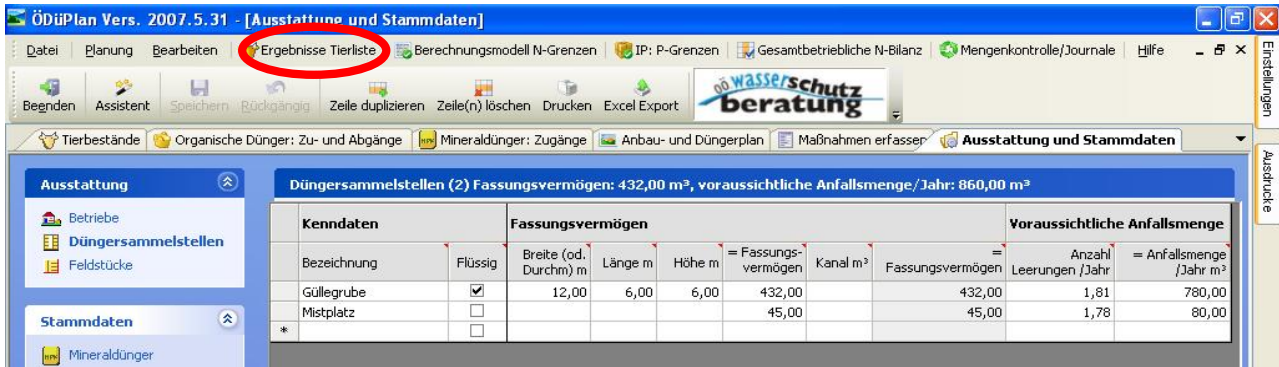 ÖDüPlan Vers. 2007.5.31 - [Ausstattung und Stammdaten]
Datei Planung Bearbeiten Ergebnisse Tierliste Berechnungsmodell N-Grenzen IP: P-Grenzen Gesamtbetriebliche N-Bilanz Mengenkontrolle/Journale Hilfe
Beenden Assistent Speichern Rückgängig Zeile duplizieren Zeile(n) löschen Drucken Excel Export
oö wasserschutz
beratung
Einstellungen
Ausdrucke
Tierbestände Organische Dünger: Zu- und Abgänge Mineraldünger: Zugänge Anbau- und Düngerplan Maßnahmen erfassen Ausstattung und Stammdaten
Ausstattung
Betriebe
Düngersammelstellen
Feldstücke
Stammdaten
Mineraldünger
Düngersammelstellen (2) Fassungsvermögen: 432,00 m³, voraussichtliche Anfallsmenge/Jahr: 860,00 m³
Kenndaten Fassungsvermögen Voraussichtliche Anfallsmenge
Bezeichnung Flüssig Breite (od. Durchm) m Länge m Höhe m = Fassungs-vermögen Kanal m³ = Fassungsvermögen Anzahl Leerungen /Jahr = Anfallsmenge /Jahr m³
Güllegrube 12,00 6,00 6,00 432,00 432,00 1,81 780,00
Mistplatz 45,00 45,00 1,78 80,00
*